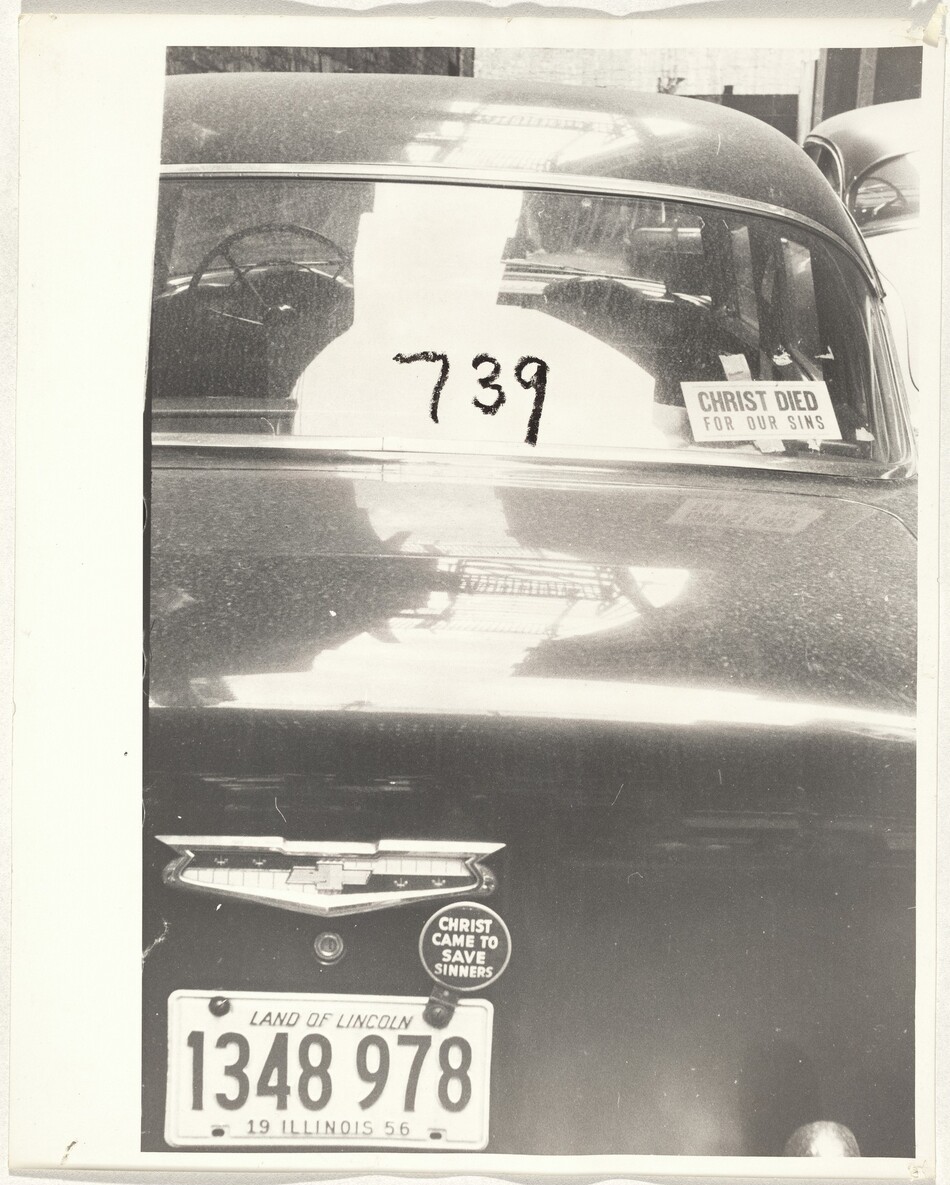 739
CHRIST DIED
FOR OUR SINS
CHRIST
CAME TO
SAVE
SINNERS
LAND OF LINCOLN
1348 978
19 ILLINOIS 56